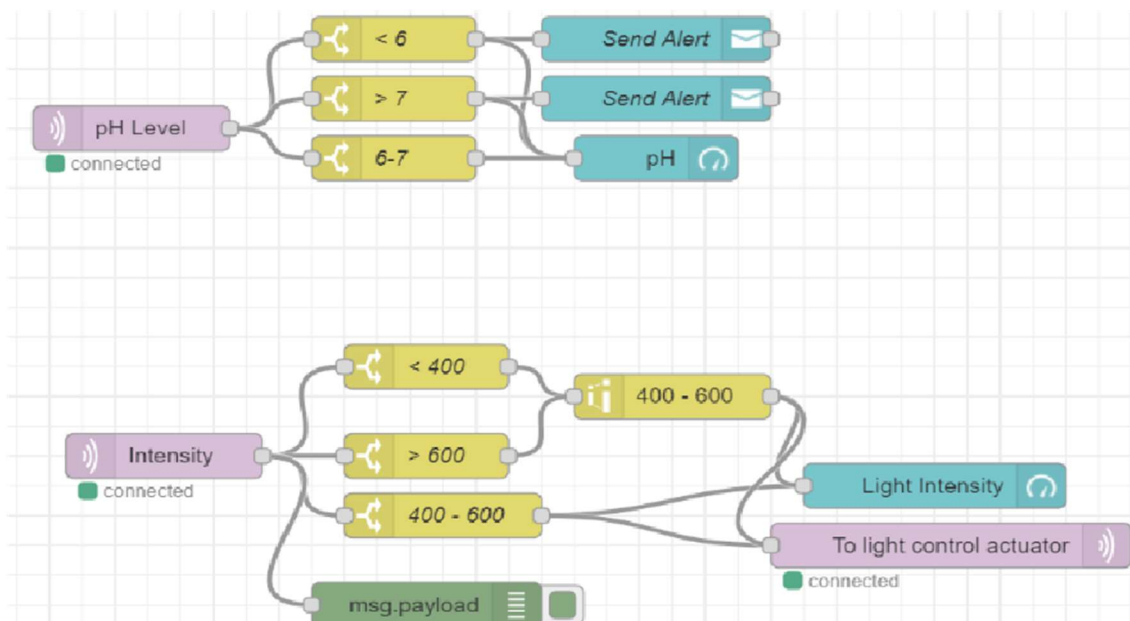 < 6
Send Alert
> 7
Send Alert
pH Level
connected
6-7
pH
< 400
400 - 600
Intensity
connected
> 600
400 - 600
Light Intensity
To light control actuator
connected
msg.payload